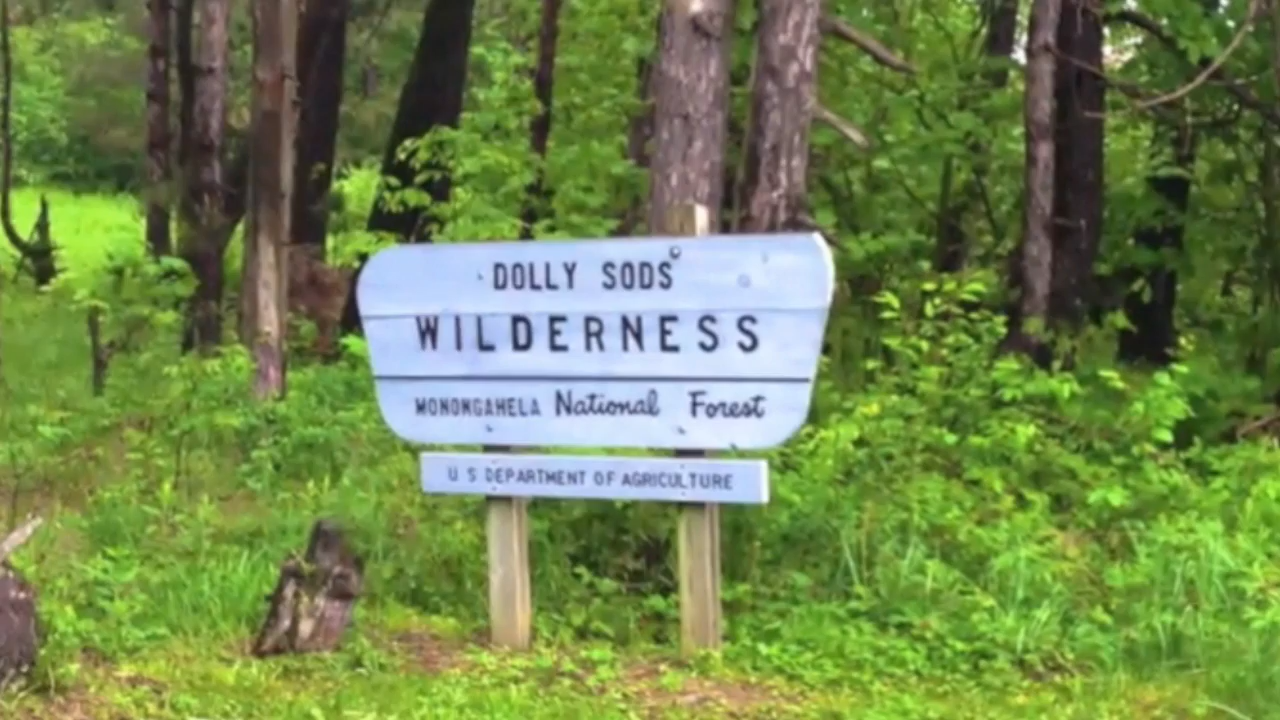 DOLLY SODS
WILDERNESS
MONONGAHELA National Forest
U S DEPARTMENT OF AGRICULTURE